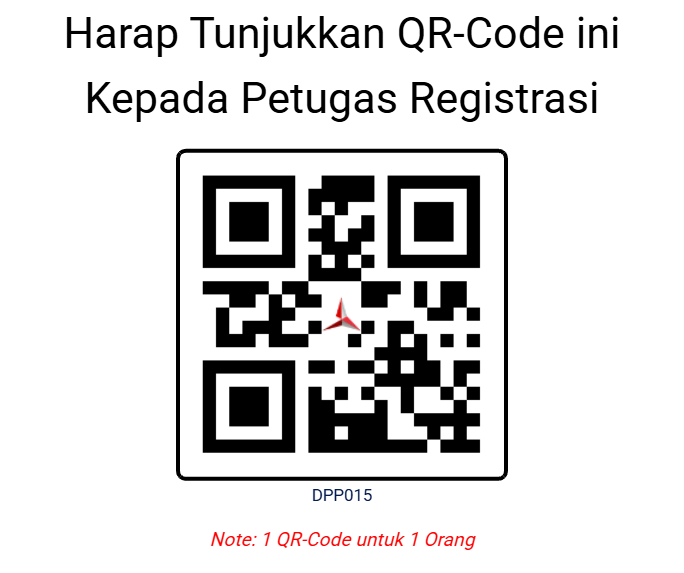 Harap Tunjukkan QR-Code ini
Kepada Petugas Registrasi
DPP015
Note: 1 QR-Code untuk 1 Orang